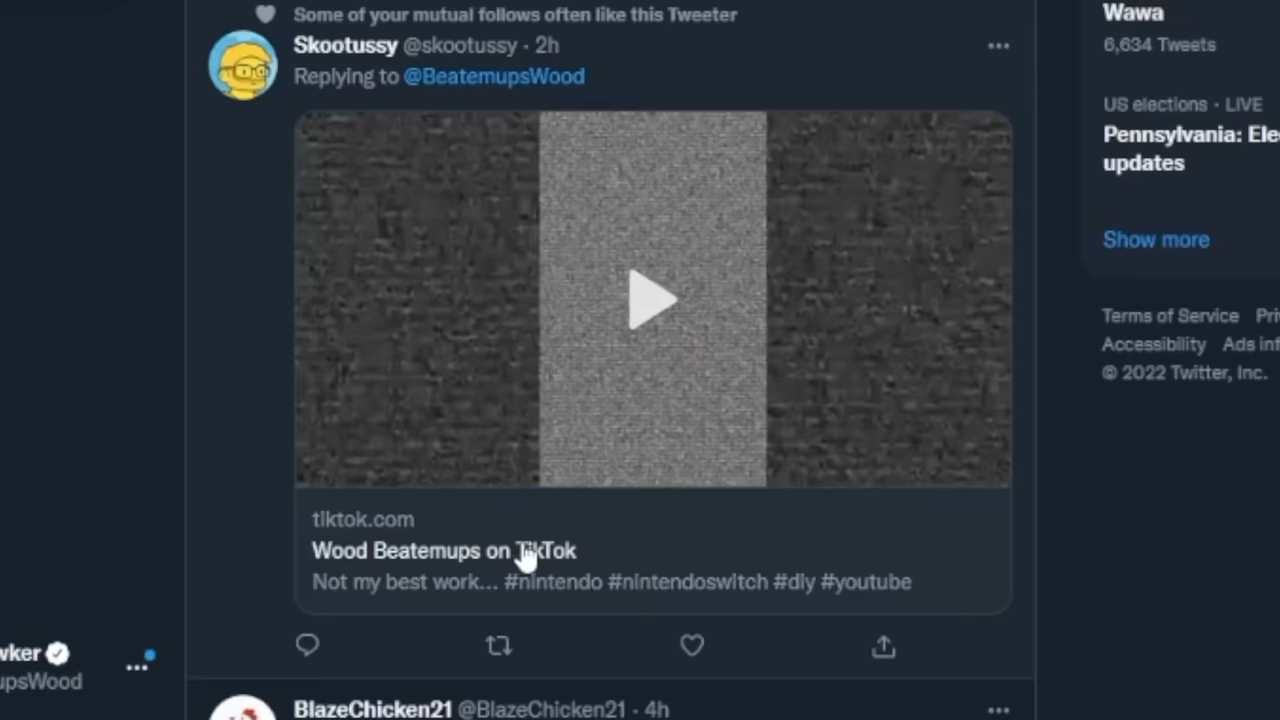 Some of your mutual follows often like this Tweeter
Skootussy @skootussy · 2h
Replying to @BeatemupsWood
tiktok.com
Wood Beatemups on TikTok
Not my best work... #nintendo #nintendoswitch #diy #youtube
BlazeChicken21 @BlazeChicken21 · 4h
wker
upsWood
Wawa
6,634 Tweets
US elections · LIVE
Pennsylvania: Ele
updates
Show more
Terms of Service Pri
Accessibility Ads inf
© 2022 Twitter, Inc.